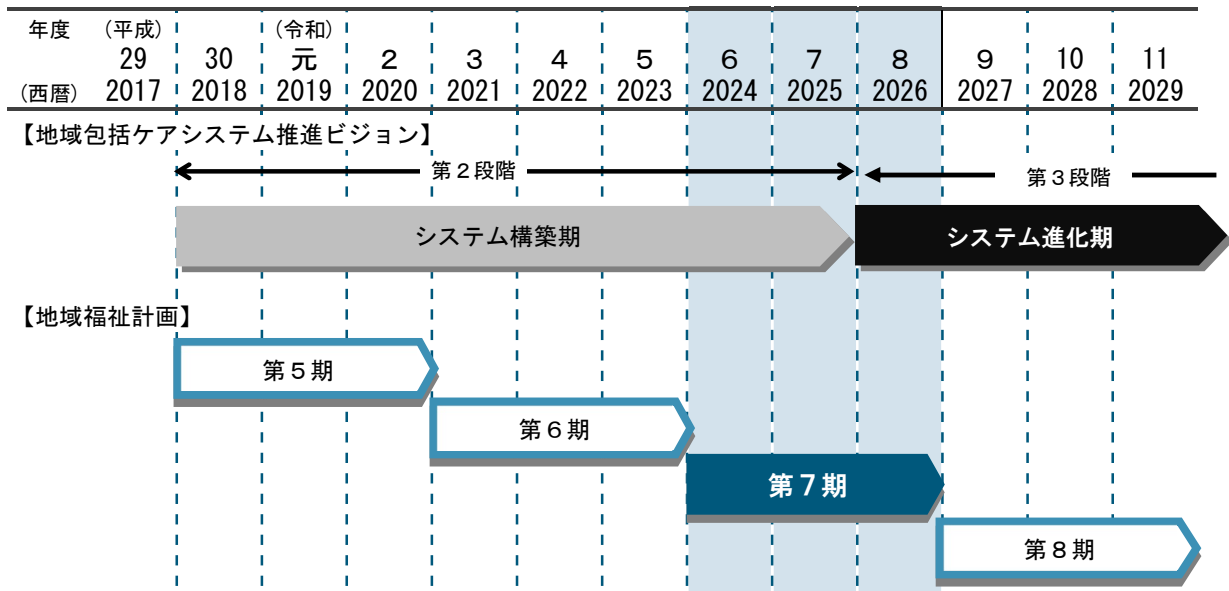 年度 (平成) (令和)
29 30 元 2 3 4 5 6 7 8 9 10 11
(西暦) 2017 2018 2019 2020 2021 2022 2023 2024 2025 2026 2027 2028 2029
【地域包括ケアシステム推進ビジョン】
第2段階 第3段階
システム構築期 システム進化期
【地域福祉計画】
第5期
第6期
第7期
第8期